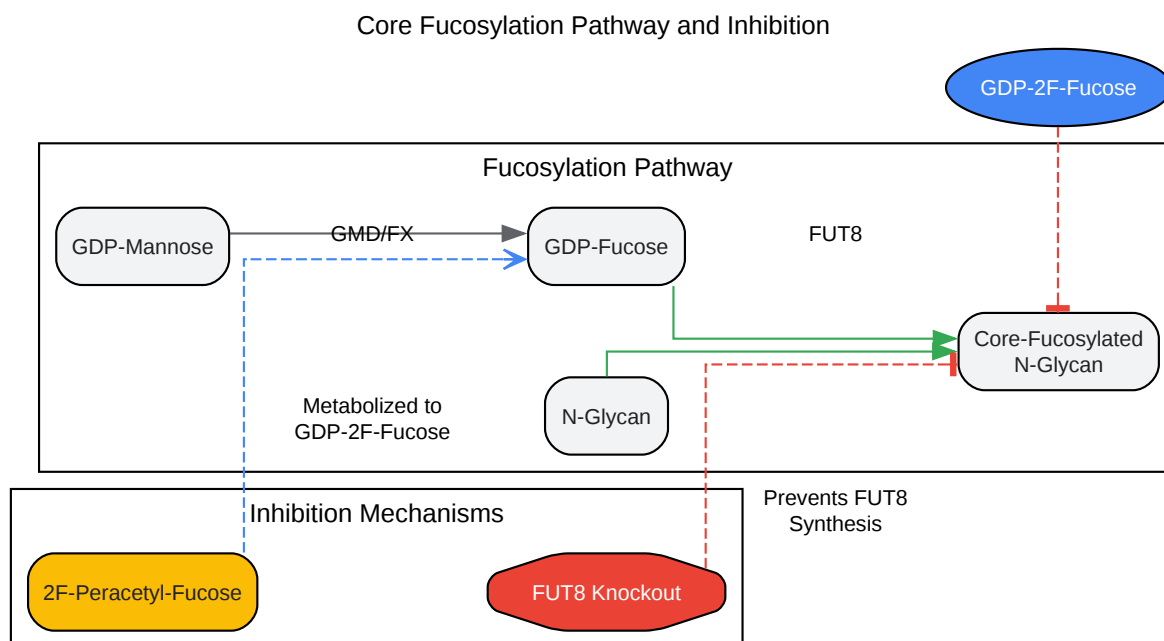 Core Fucosylation Pathway and Inhibition
GDP-2F-Fucose
Fucosylation Pathway
GDP-Mannose
GMD/FX
GDP-Fucose
FUT8
Core-Fucosylated
N-Glycan
Metabolized to
GDP-2F-Fucose
N-Glycan
Inhibition Mechanisms
Prevents FUT8
Synthesis
2F-Peracetyl-Fucose
FUT8 Knockout